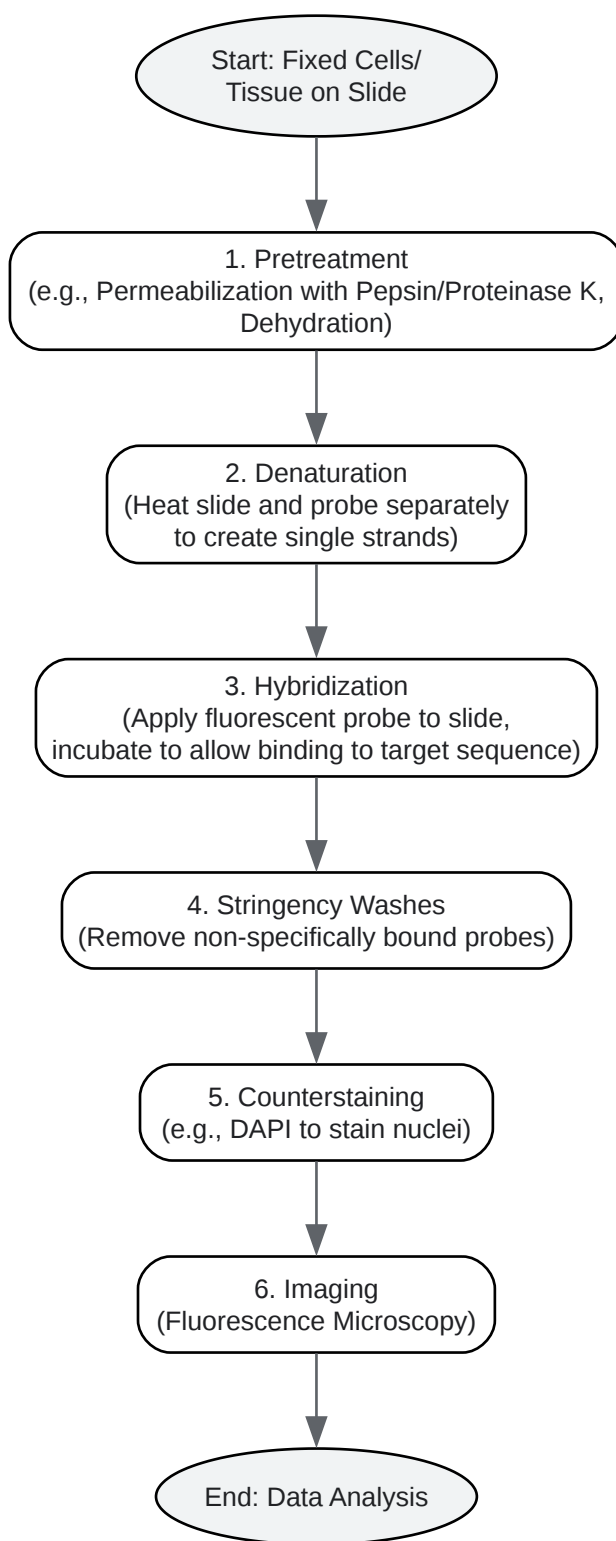 Start: Fixed Cells/
Tissue on Slide
1. Pretreatment
(e.g., Permeabilization with Pepsin/Proteinase K,
Dehydration)
2. Denaturation
(Heat slide and probe separately
to create single strands)
3. Hybridization
(Apply fluorescent probe to slide,
incubate to allow binding to target sequence)
4. Stringency Washes
(Remove non-specifically bound probes)
5. Counterstaining
(e.g., DAPI to stain nuclei)
6. Imaging
(Fluorescence Microscopy)
End: Data Analysis